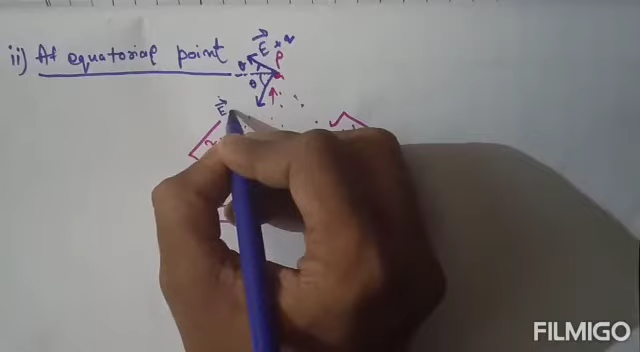 ii) At equatorial point
E
P
θ
θ
E
FILMIGO